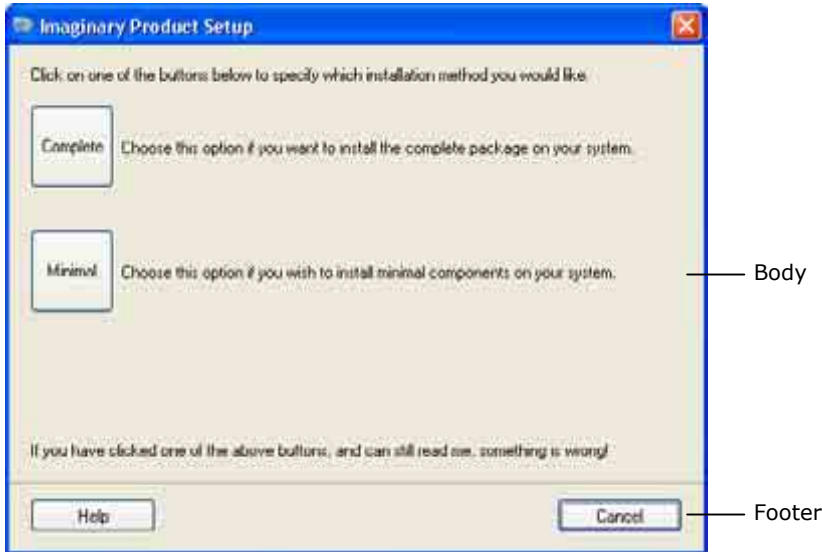 Imaginary Product Setup
Click on one of the buttons below to specify which installation method you would like.
Complete Choose this option if you want to install the complete package on your system.
Minimal Choose this option if you wish to install minimal components on your system.
Body
If you have clicked one of the above buttons, and can still read me, something is wrong!
Help Cancel Footer